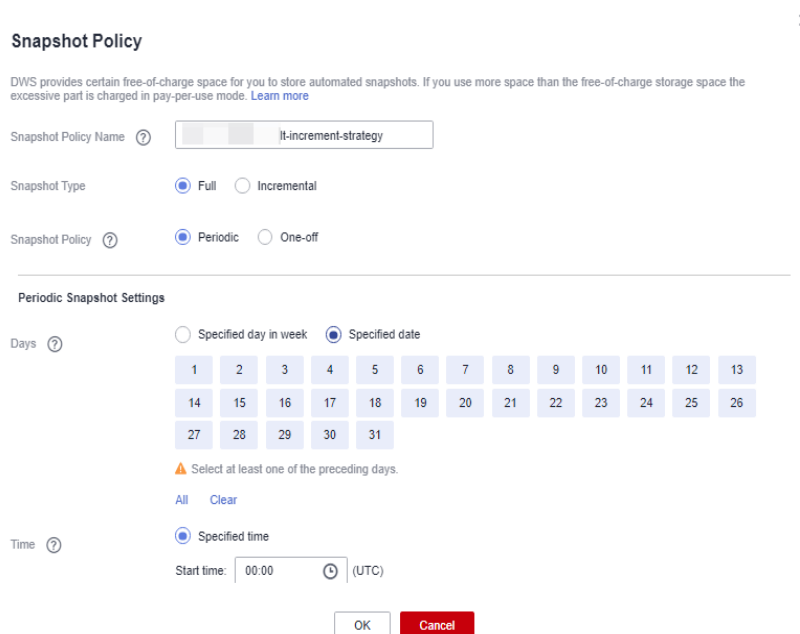 Snapshot Policy
DWS provides certain free-of-charge space for you to store automated snapshots. If you use more space than the free-of-charge storage space the
excessive part is charged in pay-per-use mode. Learn more
Snapshot Policy Name ? lt-increment-strategy
Snapshot Type Full Incremental
Snapshot Policy ? Periodic One-off
Periodic Snapshot Settings
Days ? Specified day in week Specified date
1 2 3 4 5 6 7 8 9 10 11 12 13
14 15 16 17 18 19 20 21 22 23 24 25 26
27 28 29 30 31
Select at least one of the preceding days.
All Clear
Time ? Specified time
Start time: 00:00 (UTC)
OK Cancel